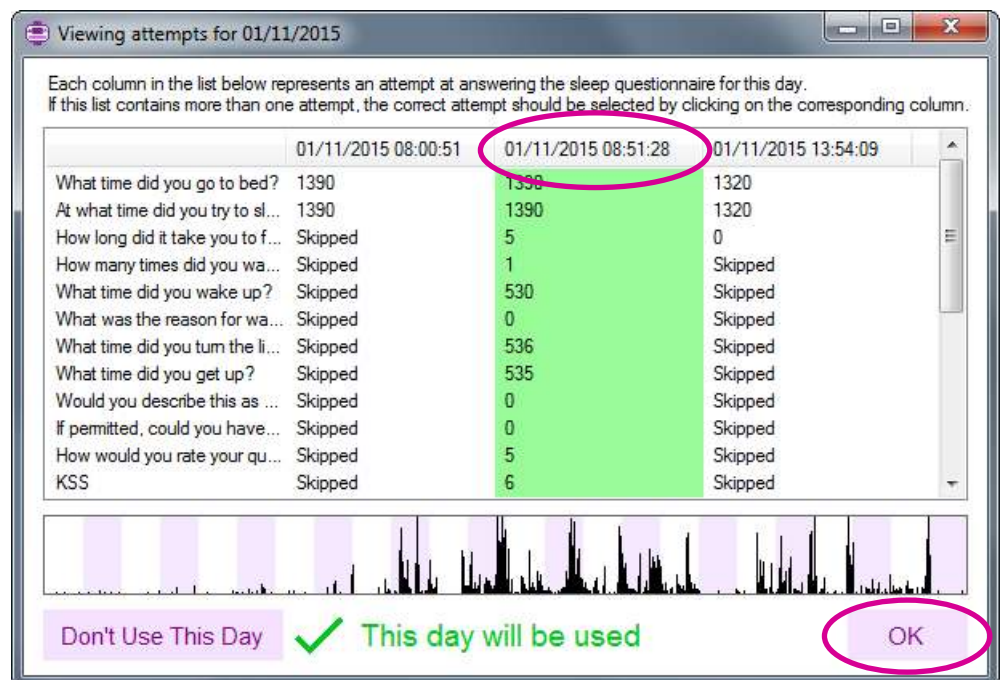 Viewing attempts for 01/11/2015
Each column in the list below represents an attempt at answering the sleep questionnaire for this day.
If this list contains more than one attempt, the correct attempt should be selected by clicking on the corresponding column.
01/11/2015 08:00:51 01/11/2015 08:51:28 01/11/2015 13:54:09
What time did you go to bed? 1390 1390 1320
At what time did you try to sl... 1390 1390 1320
How long did it take you to f... Skipped 5 0
How many times did you wa... Skipped 1 Skipped
What time did you wake up? Skipped 530 Skipped
What was the reason for wa... Skipped 0 Skipped
What time did you turn the li... Skipped 536 Skipped
What time did you get up? Skipped 535 Skipped
Would you describe this as ... Skipped 0 Skipped
If permitted, could you have... Skipped 0 Skipped
How would you rate your qu... Skipped 5 Skipped
KSS Skipped 6 Skipped
Don't Use This Day This day will be used OK